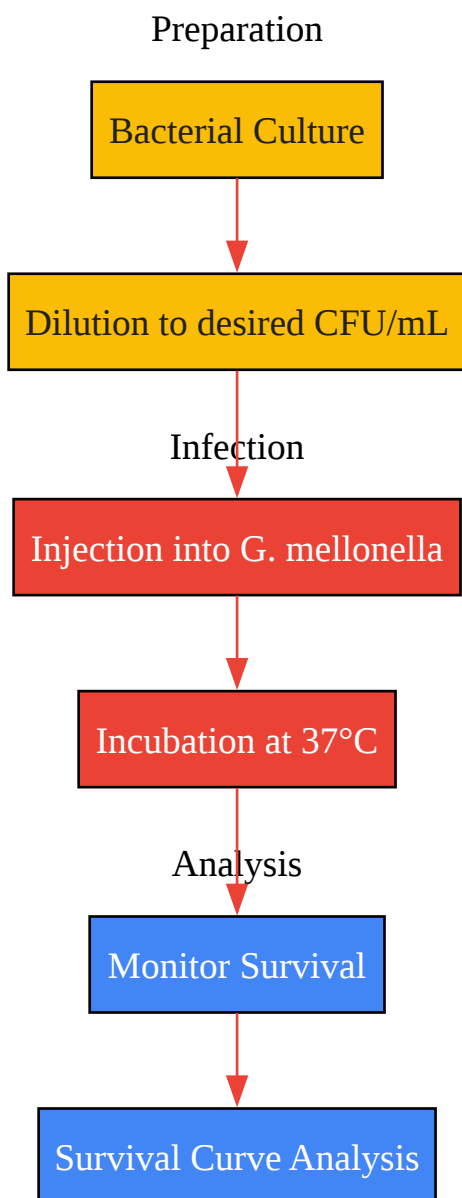 Preparation
Bacterial Culture
Dilution to desired CFU/mL
Infection
Injection into G. mellonella
Incubation at 37°C
Analysis
Monitor Survival
Survival Curve Analysis